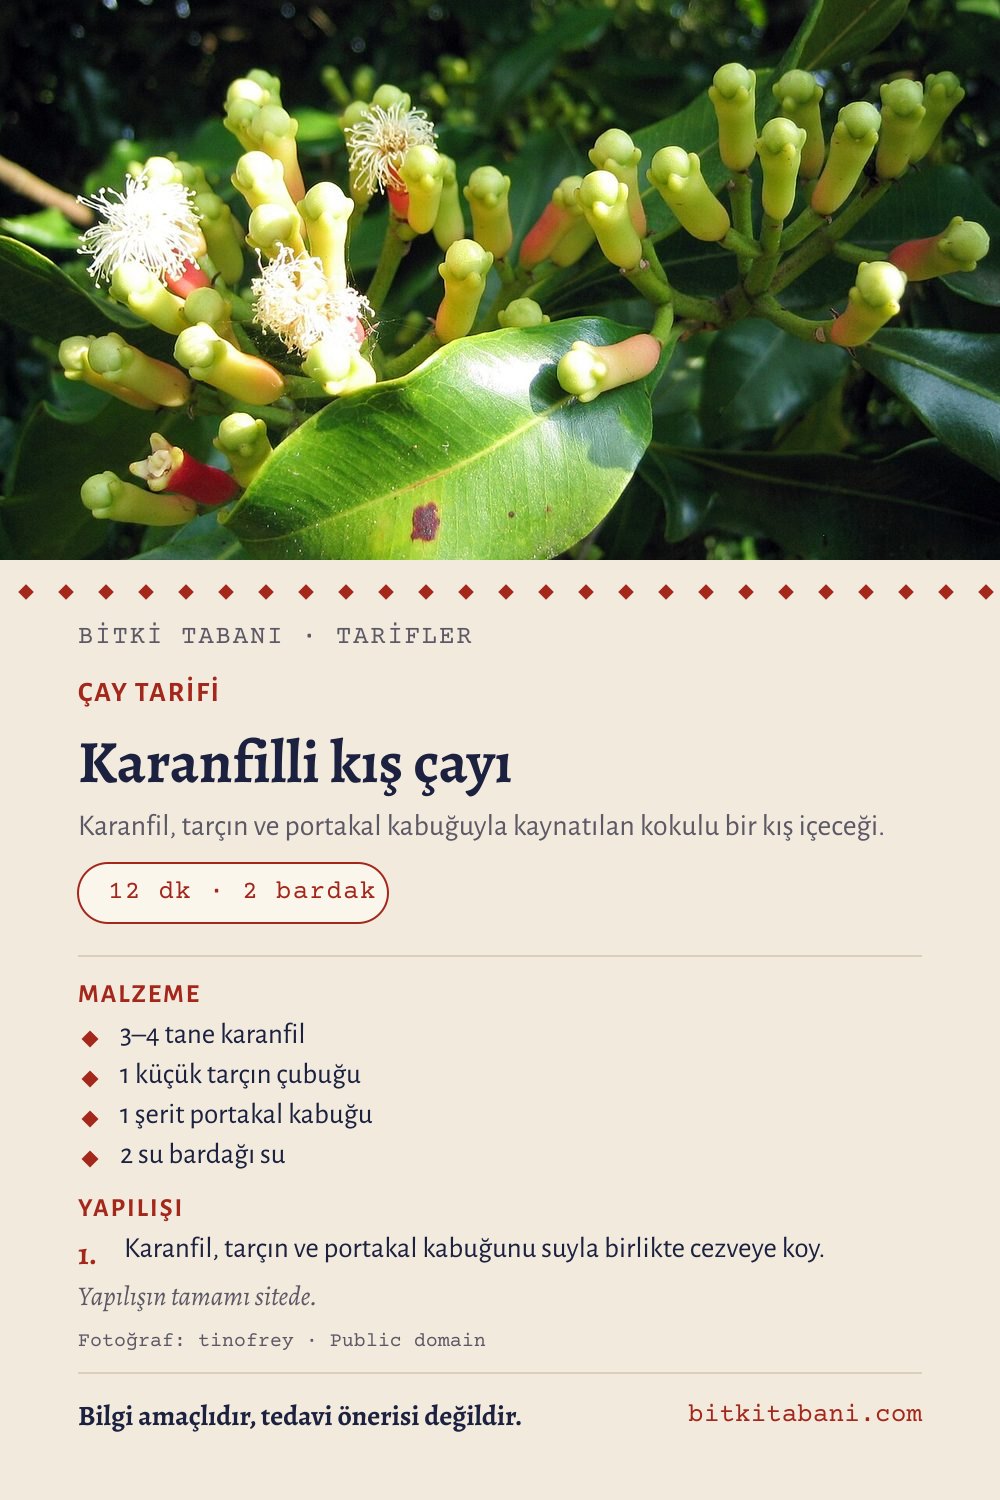 BİTKİ TABANI · TARİFLER
ÇAY TARİFİ
Karanfilli kış çayı
Karanfil, tarçın ve portakal kabuğuyla kaynatılan kokulu bir kış içeceği.
12 dk · 2 bardak
MALZEME
3–4 tane karanfil
1 küçük tarçın çubuğu
1 şerit portakal kabuğu
2 su bardağı su
YAPILIŞI
1. Karanfil, tarçın ve portakal kabuğunu suyla birlikte cezveye koy.
Yapılışın tamamı sitede.
Fotoğraf: tinofrey · Public domain
Bilgi amaçlıdır, tedavi önerisi değildir. bitkitabani.com